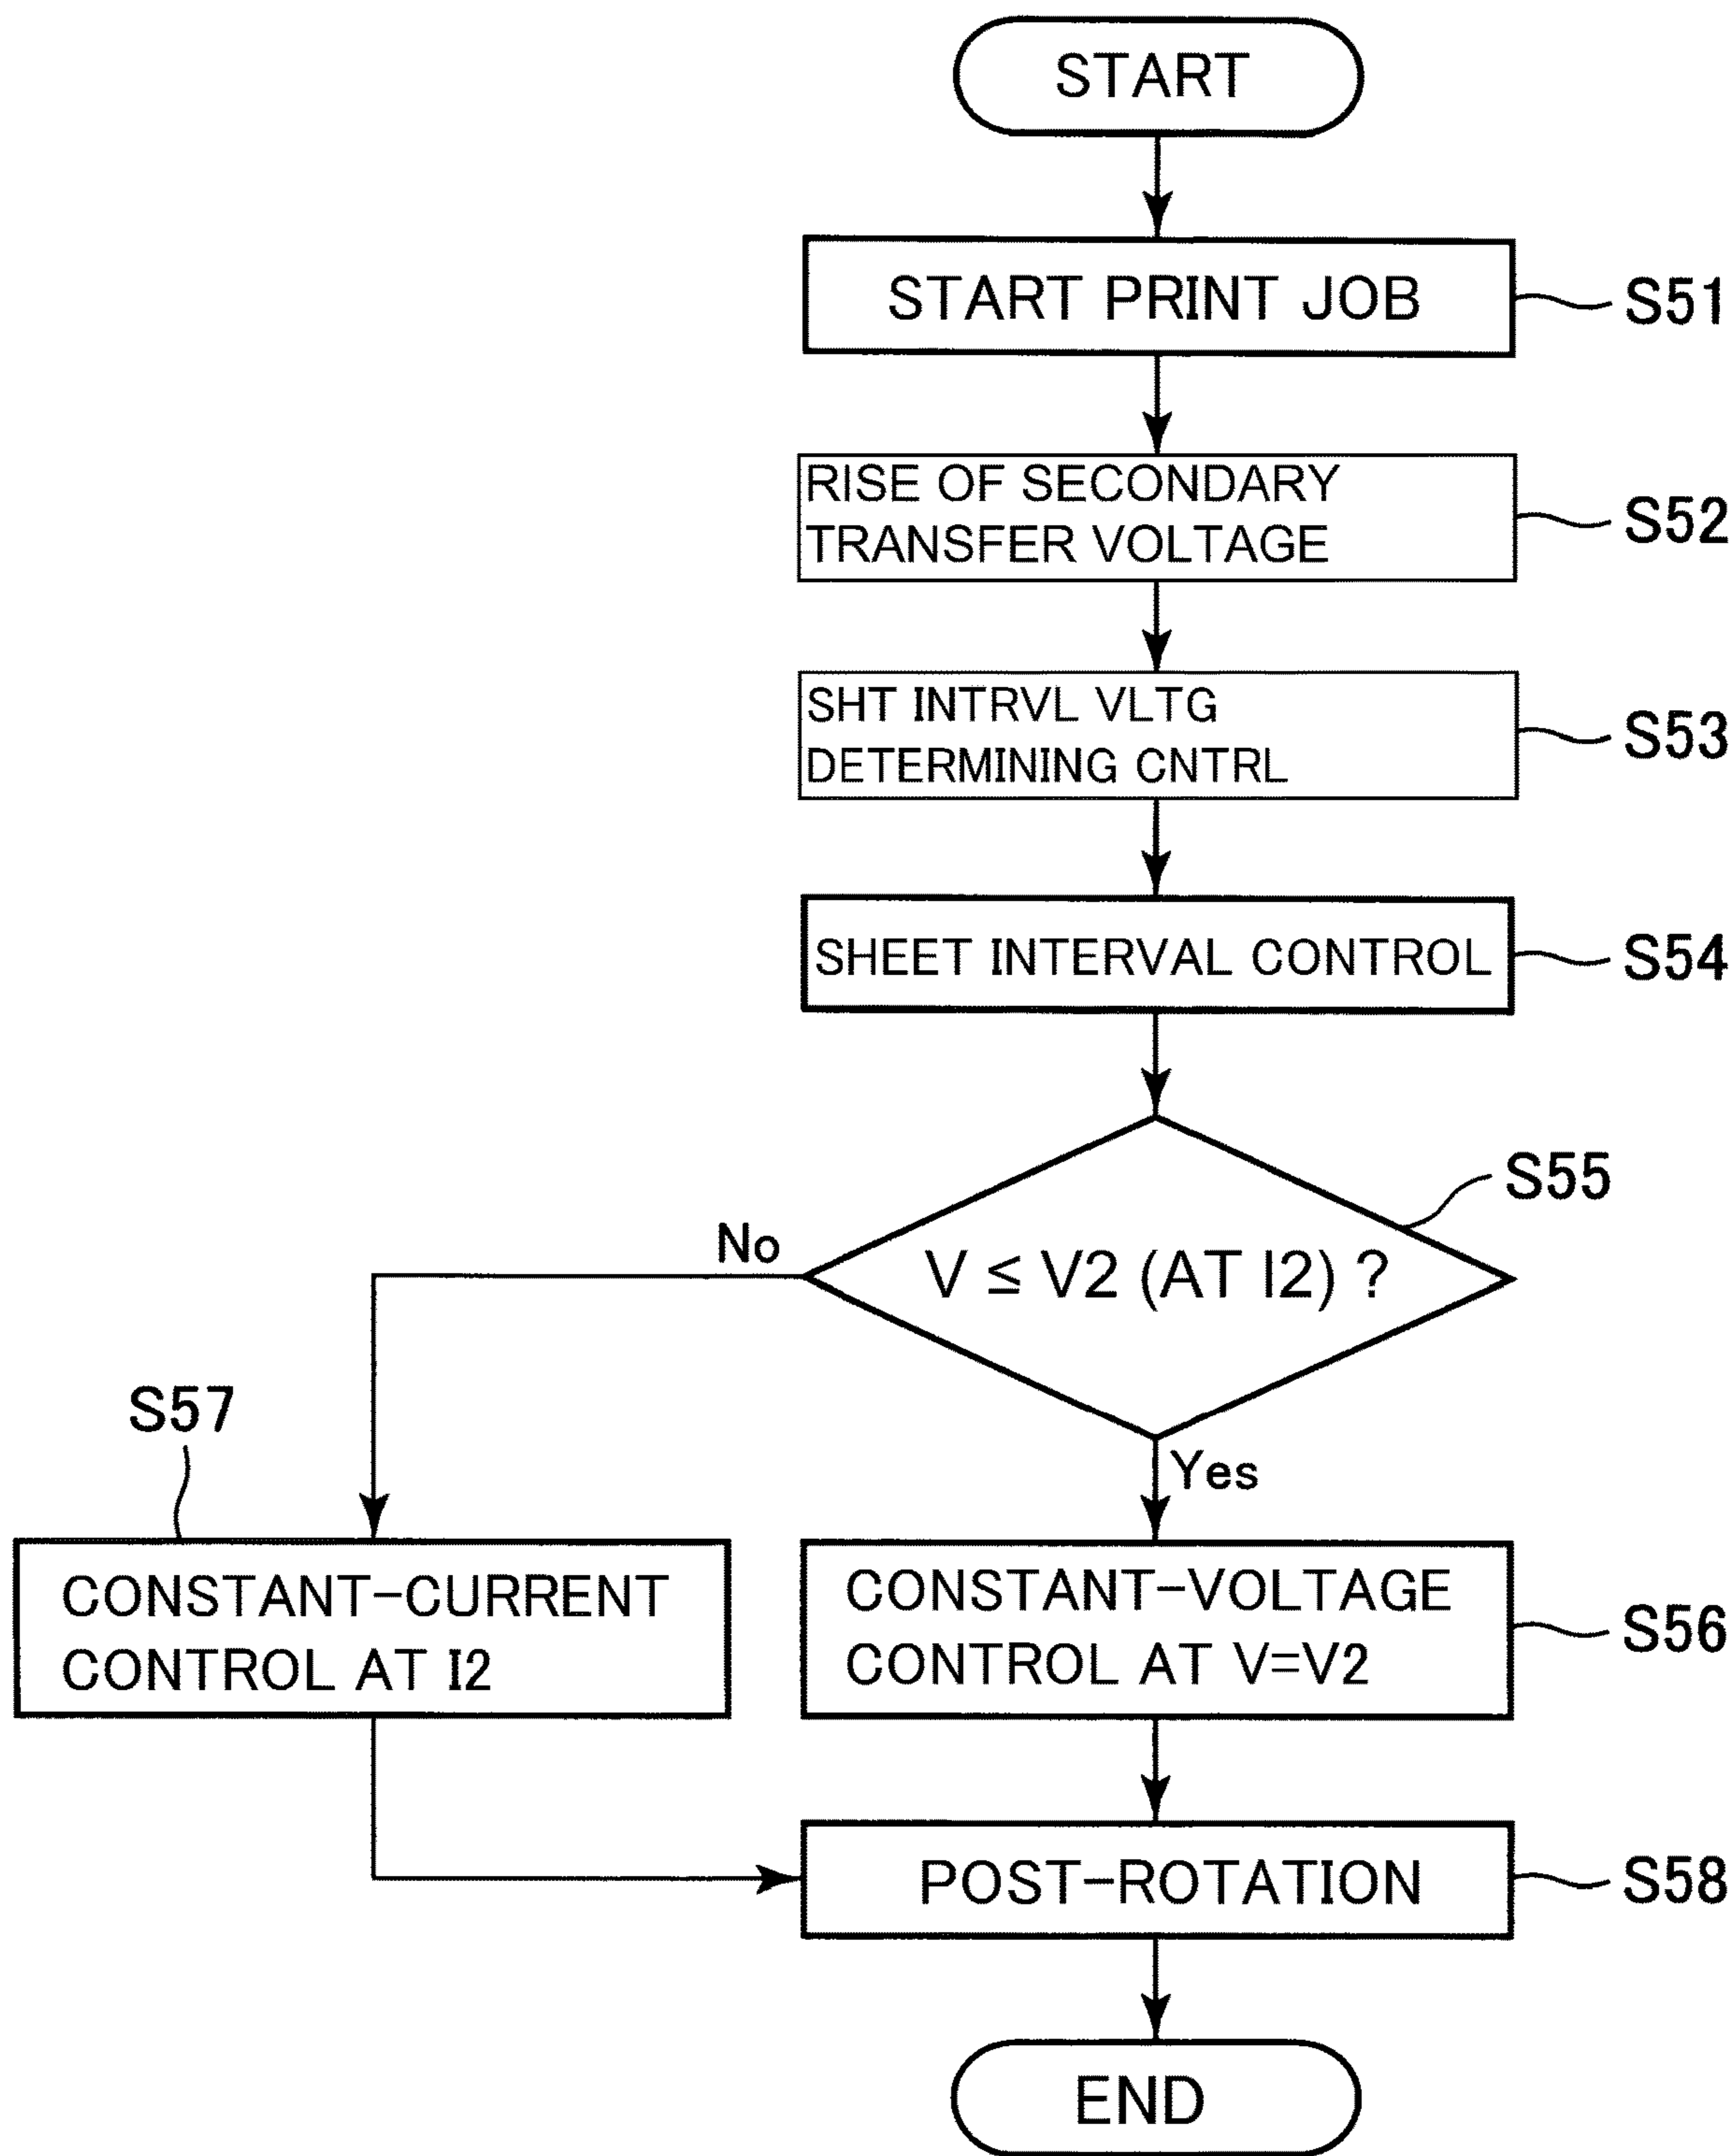 START
START PRINT JOB
S51
RISE OF SECONDARY
TRANSFER VOLTAGE
S52
SHT INTRVL VLTG
DETERMINING CNTRL
S53
SHEET INTERVAL CONTROL
S54
S55
V ≤ V2 (AT I2) ?
No
Yes
S57
CONSTANT-CURRENT
CONTROL AT I2
CONSTANT-VOLTAGE
CONTROL AT V=V2
S56
POST-ROTATION
S58
END